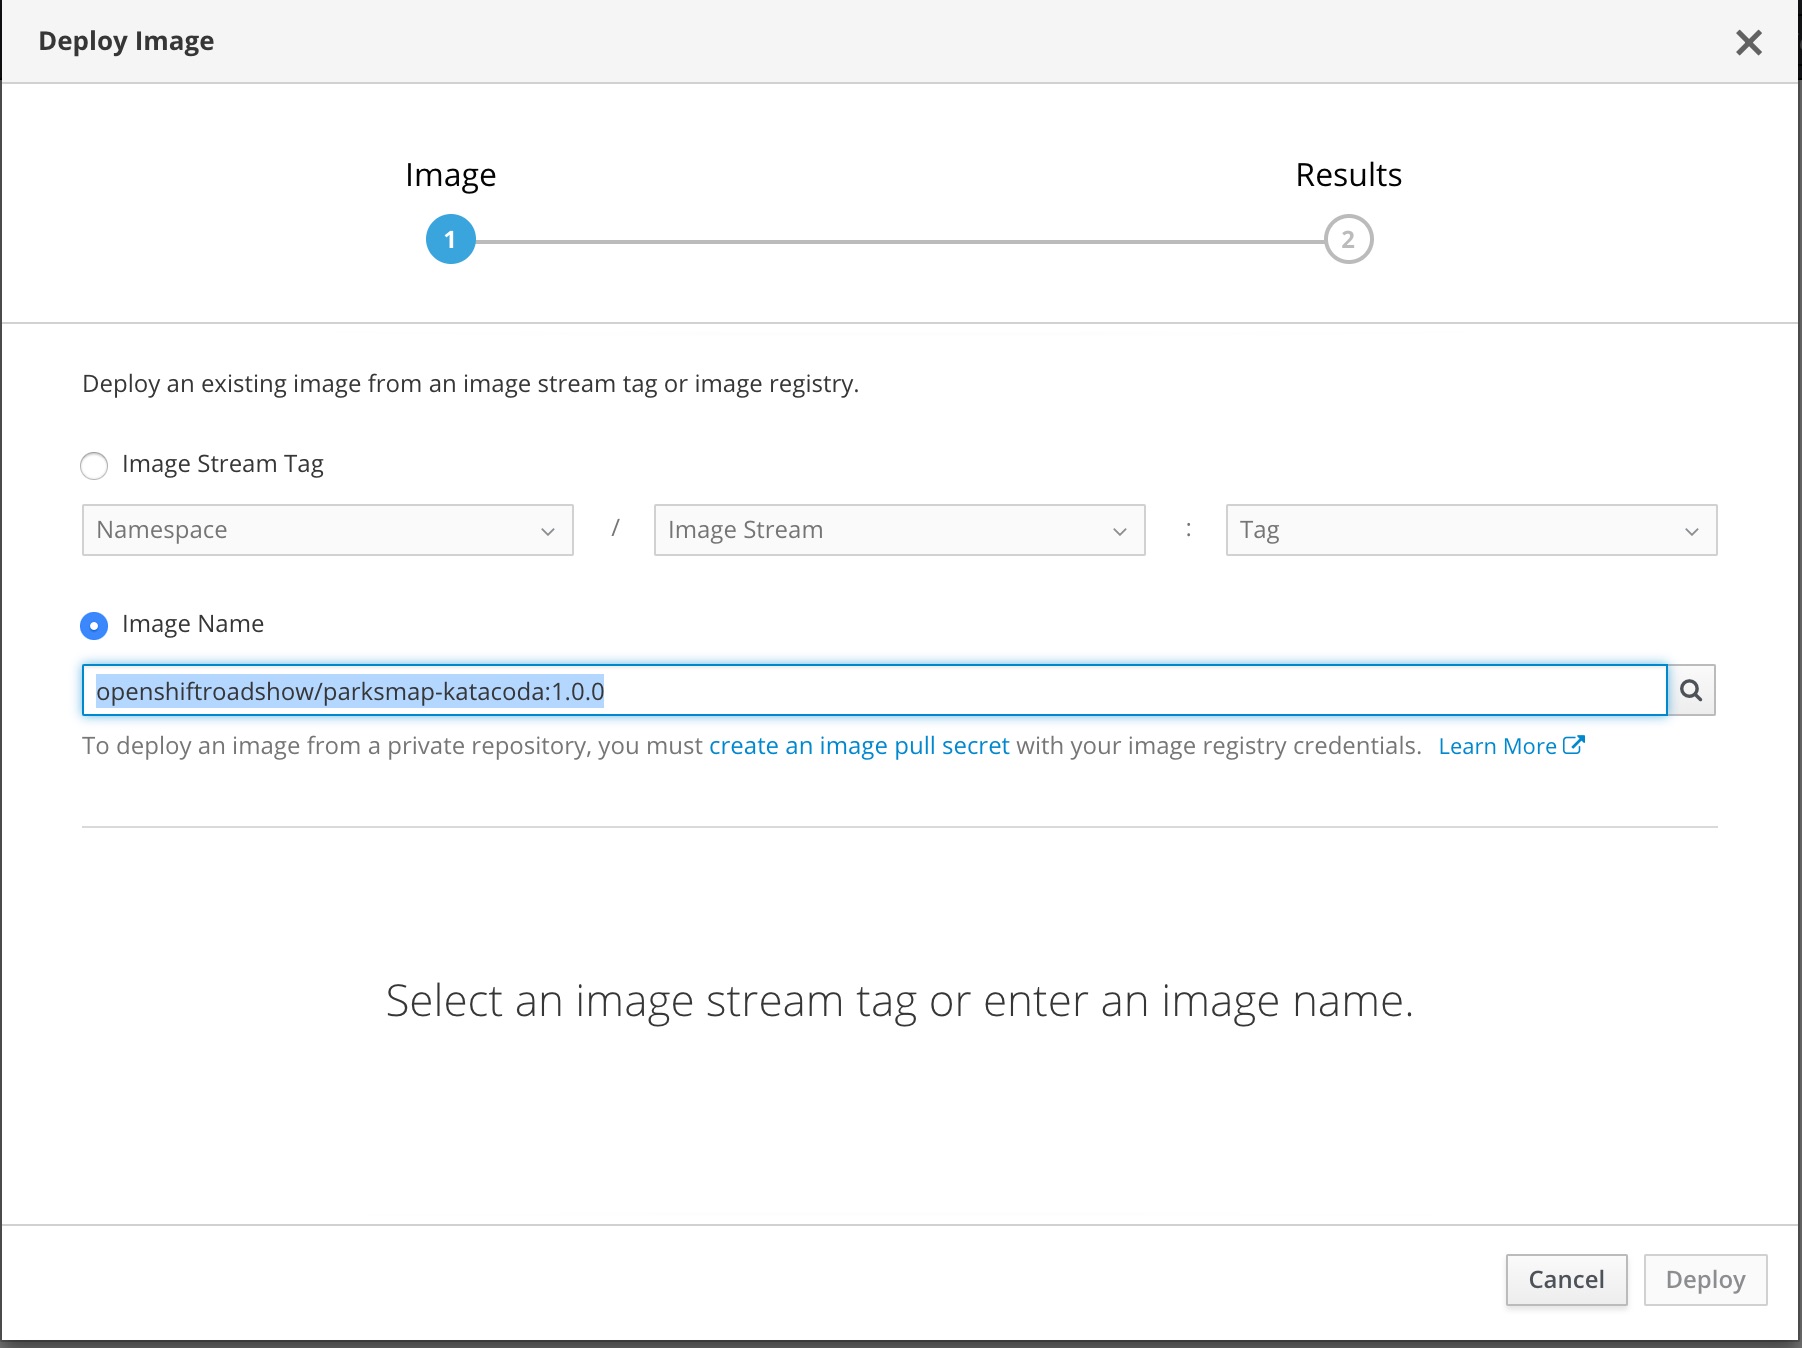 Deploy Image
Image
Results
1
2
Deploy an existing image from an image stream tag or image registry.
Image Stream Tag
Namespace / Image Stream : Tag
Image Name
openshiftroadshow/parksmap-katacoda:1.0.0
To deploy an image from a private repository, you must create an image pull secret with your image registry credentials. Learn More
Select an image stream tag or enter an image name.
Cancel
Deploy